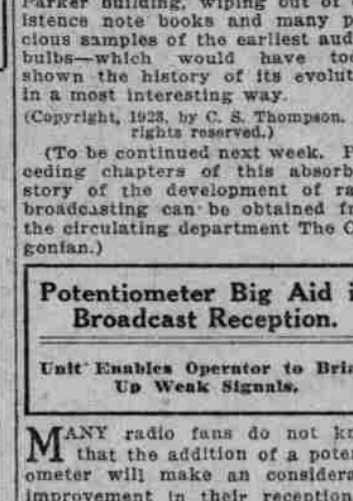 Parker building, wiping out of
istence note books and many p
cious samples of the earliest aud
bulbs—which would have to
shown the history of its evolut
in a most interesting way.
(Copyright, 1923, by C. S. Thompson.
rights reserved.)
(To be continued next week. P
ceding chapters of this absorb
story of the development of ra
broadcasting can be obtained fr
the circulating department The O
gonian.)
Potentiometer Big Aid i
Broadcast Reception.
Unit Enables Operator to Brin
Up Weak Signals.
MANY radio fans do not kn
that the addition of a poten
ometer will make an considera
improvement in their reception